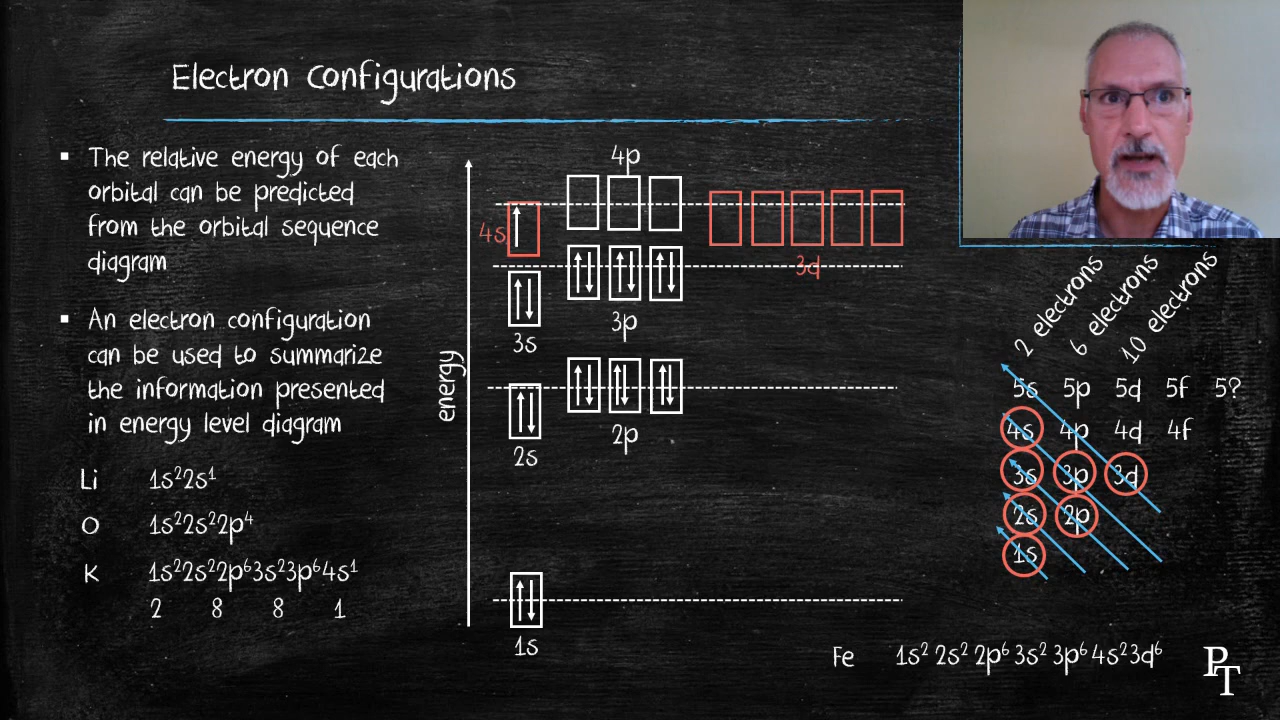 Electron Configurations
▪ The relative energy of each
orbital can be predicted
from the orbital sequence
diagram
▪ An electron configuration
can be used to summarize
the information presented
in energy level diagram
Li 1s²2s¹
O 1s²2s²2p⁴
K 1s²2s²2p⁶3s²3p⁶4s¹
2 8 8 1
energy
4p
4s
3d
3s
3p
2s
2p
1s
2 electrons
6 electrons
10 electrons
5s 5p 5d 5f 5?
4s 4p 4d 4f
3s 3p 3d
2s 2p
1s
Fe 1s² 2s² 2p⁶ 3s² 3p⁶ 4s² 3d⁶
PT